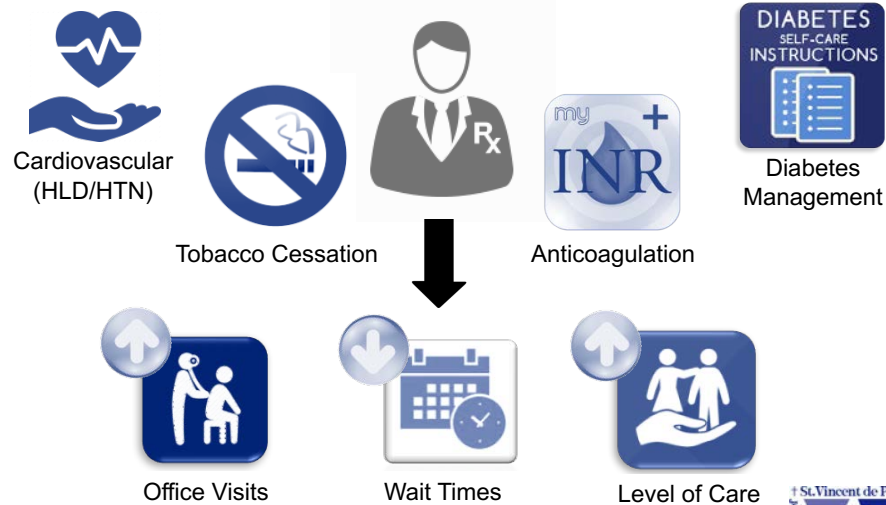 DIABETES
SELF-CARE
INSTRUCTIONS
Rx
my
INR
Cardiovascular
(HLD/HTN)
Diabetes
Management
Tobacco Cessation
Anticoagulation
Office Visits
Wait Times
Level of Care
St.Vincent de